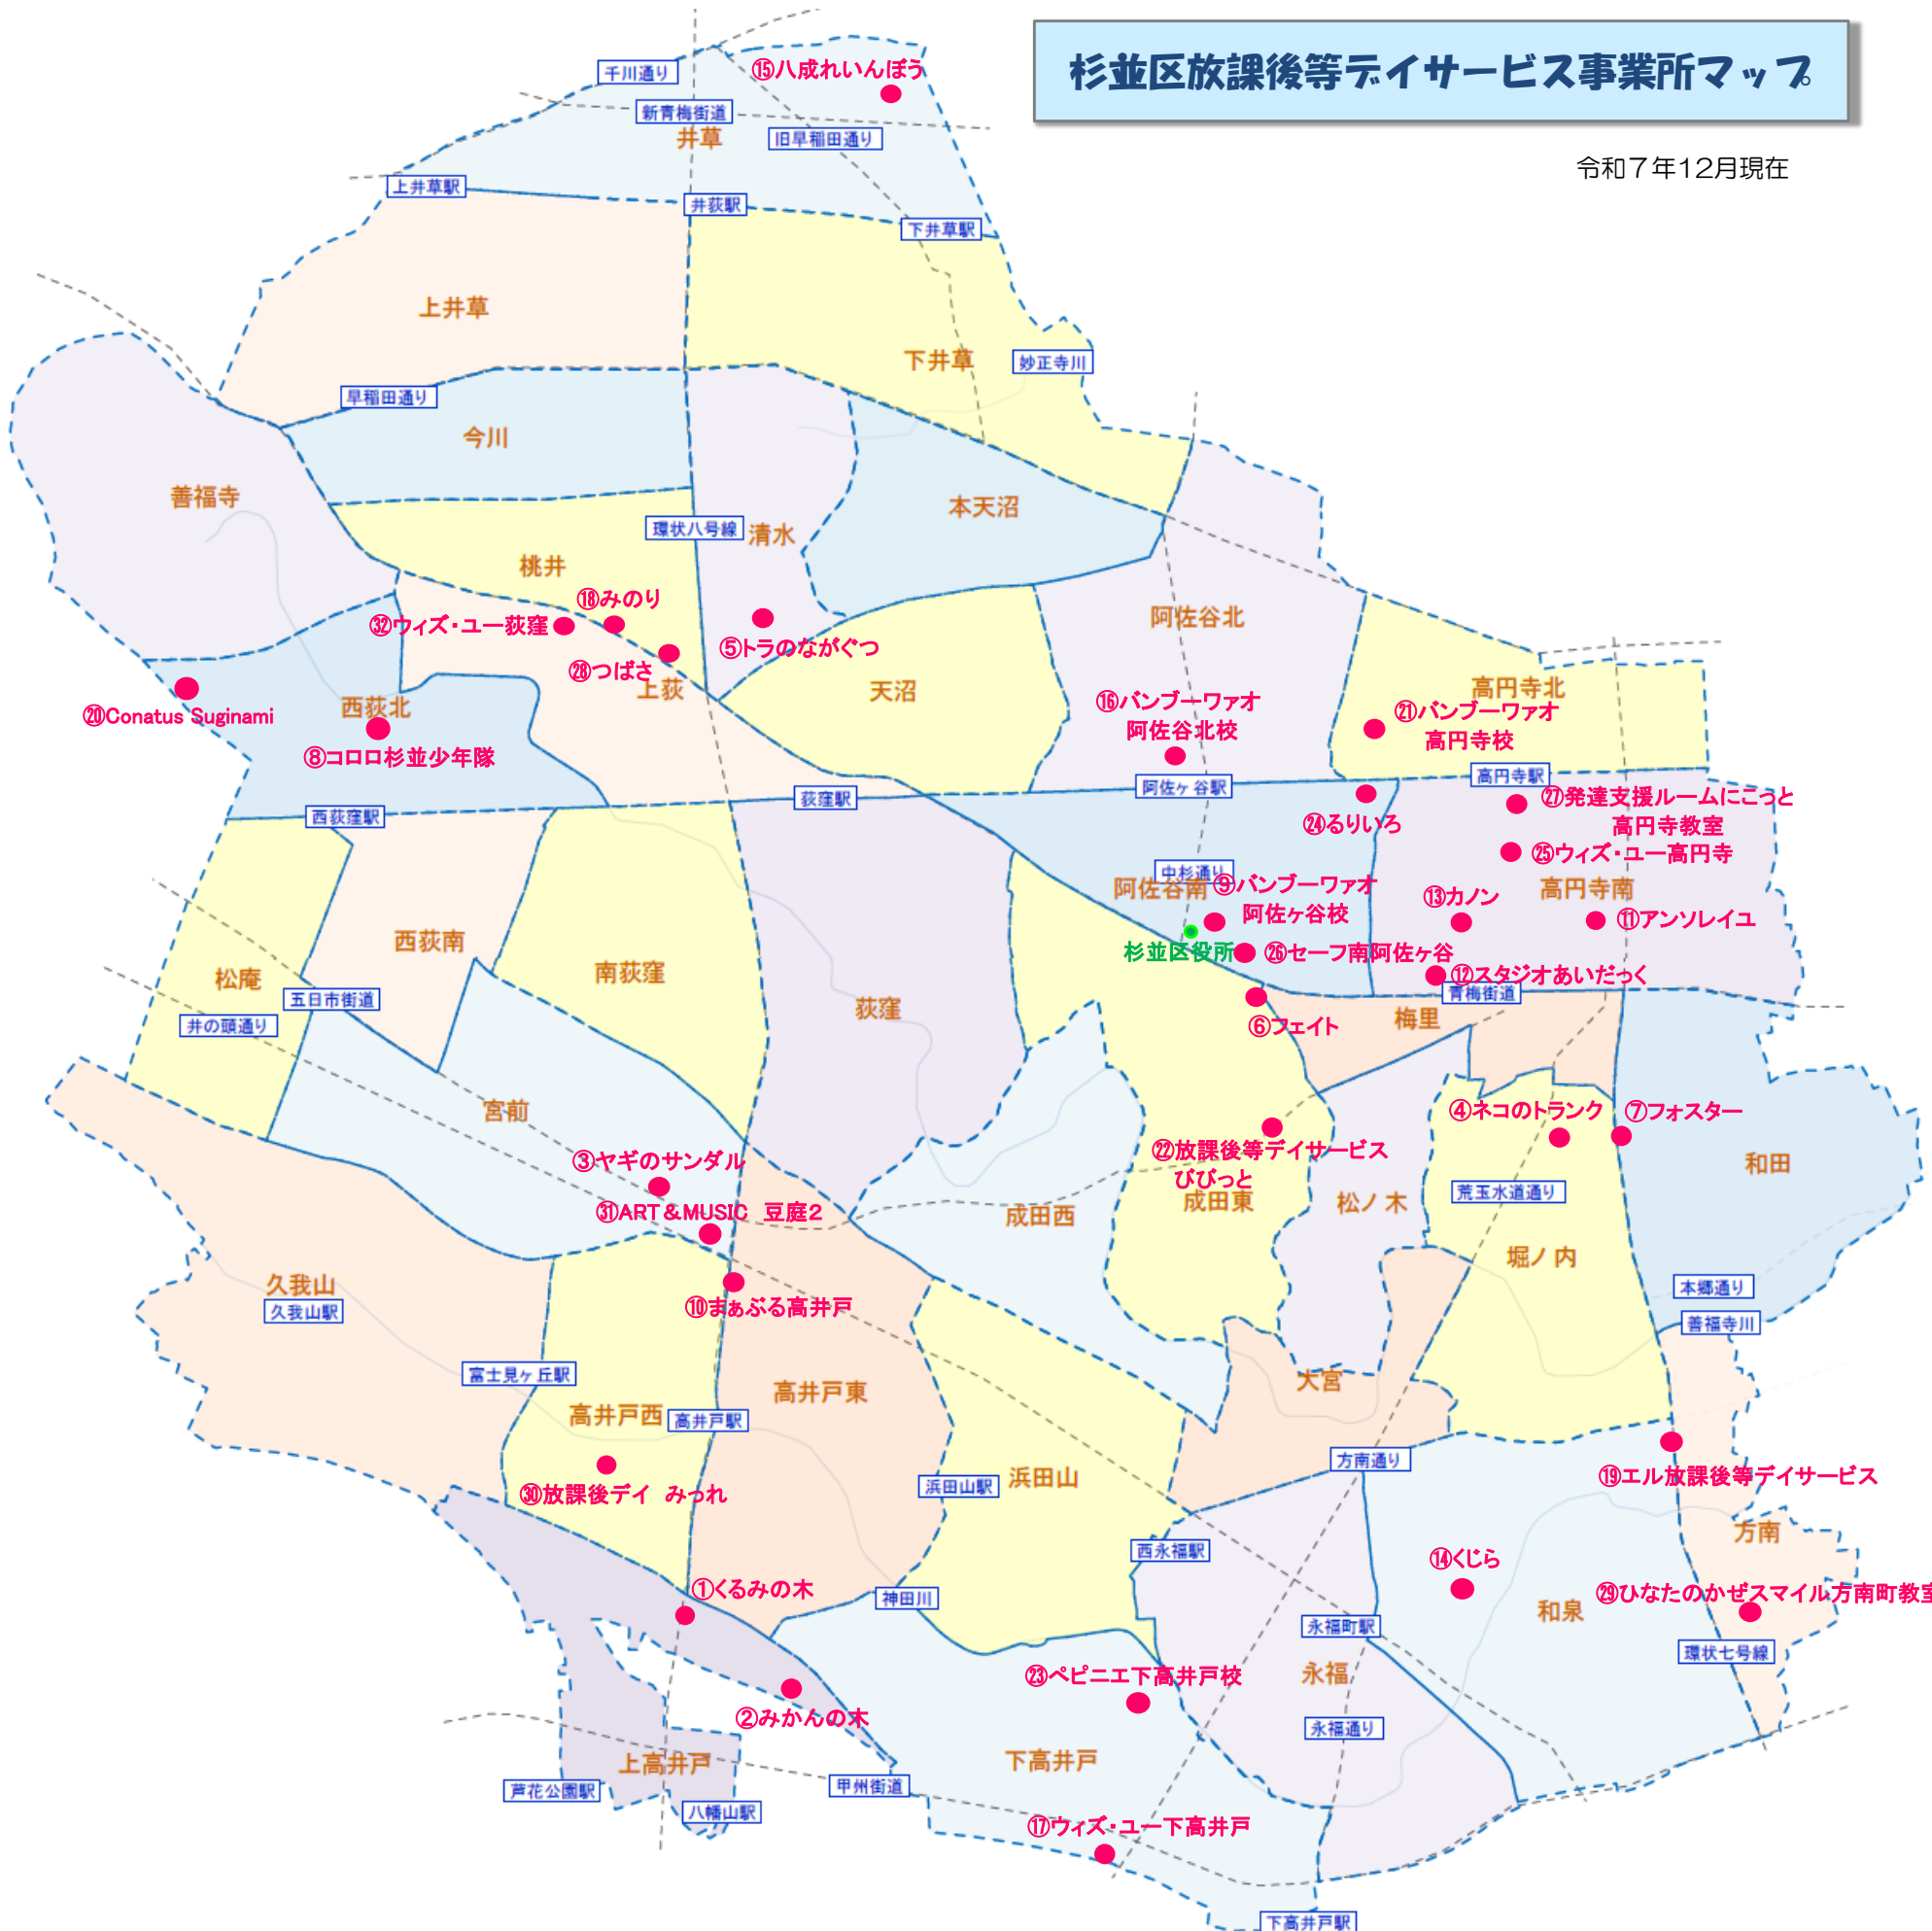 杉並区放課後等デイサービス事業所マップ
令和7年12月現在
千川通り
⑮八成れいんぼう
新青梅街道
井草
旧早稲田通り
上井草駅
井荻駅
下井草駅
上井草
下井草
妙正寺川
早稲田通り
今川
善福寺
本天沼
環状八号線
清水
桃井
⑱みのり
㉜ウィズ・ユー荻窪
⑤トラのながぐつ
㉘つばさ
上荻
阿佐谷北
天沼
高円寺北
⑳Conatus Suginami
西荻北
⑧コロロ杉並少年隊
⑯バンブーワァオ
阿佐谷北校
㉑バンブーワァオ
高円寺校
高円寺駅
阿佐ヶ谷駅
荻窪駅
西荻窪駅
㉗発達支援ルームにこっと
高円寺教室
㉔るりいろ
㉕ウィズ・ユー高円寺
中杉通り
阿佐谷南
⑨バンブーワァオ
阿佐ヶ谷校
高円寺南
⑬カノン
⑪アンソレイユ
杉並区役所
㉖セーフ南阿佐ヶ谷
⑫スタジオあいだっく
青梅街道
西荻南
松庵
南荻窪
五日市街道
井の頭通り
荻窪
梅里
⑥フェイト
宮前
④ネコのトランク
⑦フォスター
㉒放課後等デイサービス
びびっと
③ヤギのサンダル
和田
荒玉水道通り
成田東
松ノ木
㉛ART＆MUSIC 豆庭2
成田西
堀ノ内
久我山
久我山駅
本郷通り
善福寺川
⑩まぁぶる高井戸
富士見ヶ丘駅
高井戸東
大宮
高井戸西
高井戸駅
方南通り
浜田山
浜田山駅
⑲エル放課後等デイサービス
㉚放課後デイ みっれ
方南
西永福駅
⑭くじら
①くるみの木
神田川
㉙ひなたのかぜスマイル方南町教室
和泉
永福町駅
環状七号線
㉓ペピニエ下高井戸校
永福
②みかんの木
永福通り
上高井戸
下高井戸
甲州街道
芦花公園駅
八幡山駅
⑰ウィズ・ユー下高井戸
下高井戸駅